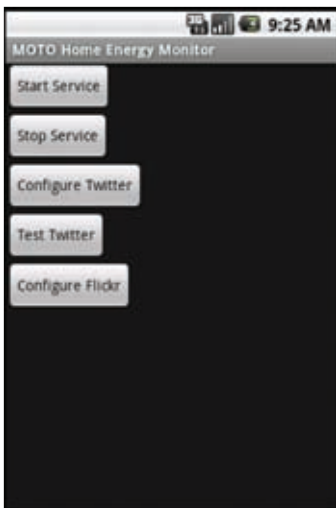 9:25 AM
MOTO Home Energy Monitor
Start Service
Stop Service
Configure Twitter
Test Twitter
Configure Flickr